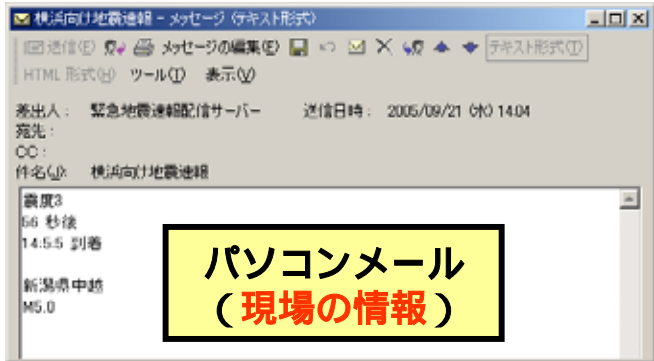 横浜向け地震速報 - メッセージ (テキスト形式)
送信(E) メッセージの編集(E) テキスト形式(T)
HTML 形式(H) ツール(T) 表示(V)
差出人： 緊急地震速報配信サーバー 送信日時： 2005/09/21 (水) 14:04
宛先：
CC：
件名(J): 横浜向け地震速報
震度3
56 秒後
14:5:5 到着
新潟県中越
M5.0
パソコンメール
（現場の情報）